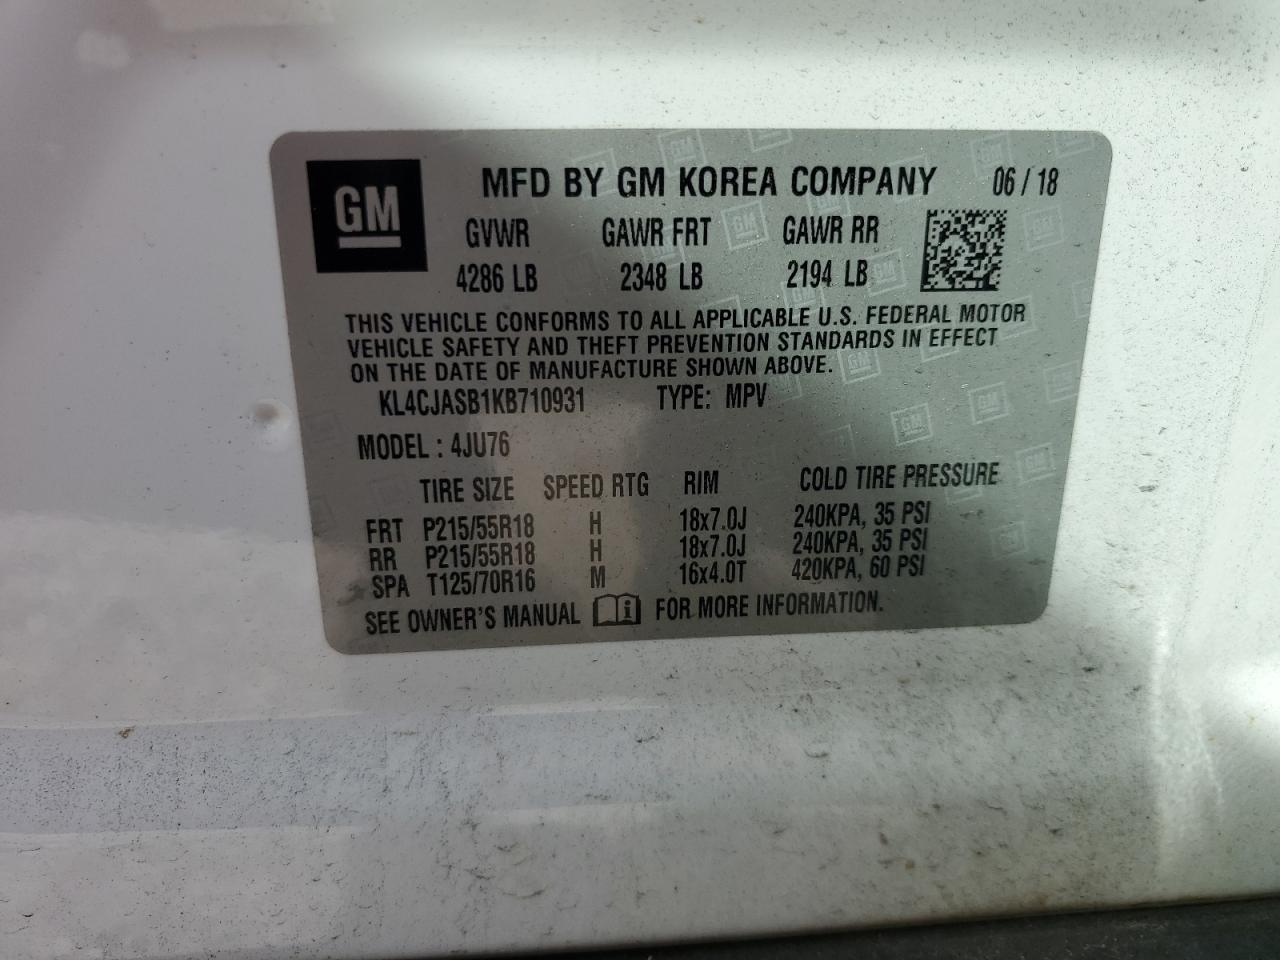 GM MFD BY GM KOREA COMPANY 06 / 18
GVWR GAWR FRT GAWR RR
4286 LB 2348 LB 2194 LB
THIS VEHICLE CONFORMS TO ALL APPLICABLE U.S. FEDERAL MOTOR
VEHICLE SAFETY AND THEFT PREVENTION STANDARDS IN EFFECT
ON THE DATE OF MANUFACTURE SHOWN ABOVE.
KL4CJASB1KB710931 TYPE: MPV
MODEL : 4JU76
TIRE SIZE SPEED RTG RIM COLD TIRE PRESSURE
FRT P215/55R18 H 18x7.0J 240KPA, 35 PSI
RR P215/55R18 H 18x7.0J 240KPA, 35 PSI
SPA T125/70R16 M 16x4.0T 420KPA, 60 PSI
SEE OWNER'S MANUAL FOR MORE INFORMATION.